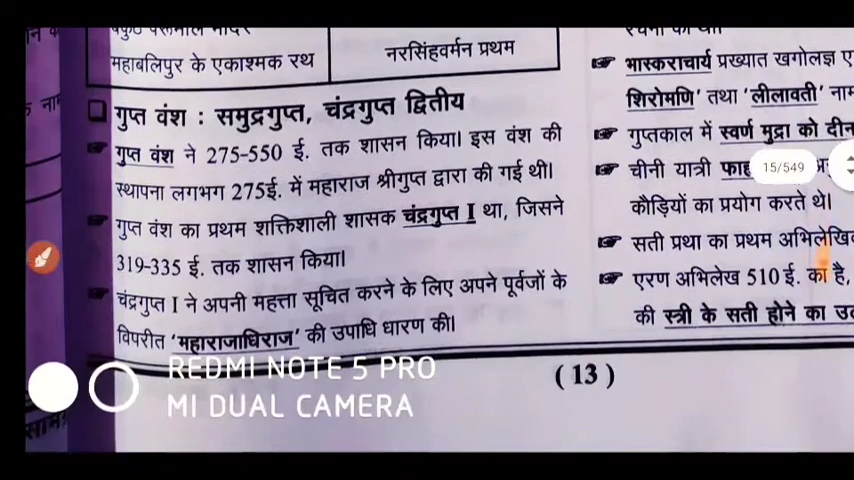 महाबलिपुर के एकाश्मक रथ
नरसिंहवर्मन प्रथम
गुप्त वंश : समुद्रगुप्त, चंद्रगुप्त द्वितीय
गुप्त वंश ने 275-550 ई. तक शासन किया। इस वंश की
स्थापना लगभग 275ई. में महाराज श्रीगुप्त द्वारा की गई थी।
गुप्त वंश का प्रथम शक्तिशाली शासक चंद्रगुप्त I था, जिसने
319-335 ई. तक शासन किया।
चंद्रगुप्त I ने अपनी महत्ता सूचित करने के लिए अपने पूर्वजों के
विपरीत 'महाराजाधिराज' की उपाधि धारण की।
भास्कराचार्य प्रख्यात खगोलज्ञ
शिरोमणि' तथा 'लीलावती'
गुप्तकाल में स्वर्ण मुद्रा को
चीनी यात्री
कौड़ियों का प्रयोग करते थे।
सती प्रथा का प्रथम
एरण अभिलेख 510 ई. का है,
की स्त्री के सती होने का
15/549
( 13 )
REDMI NOTE 5 PRO
MI DUAL CAMERA